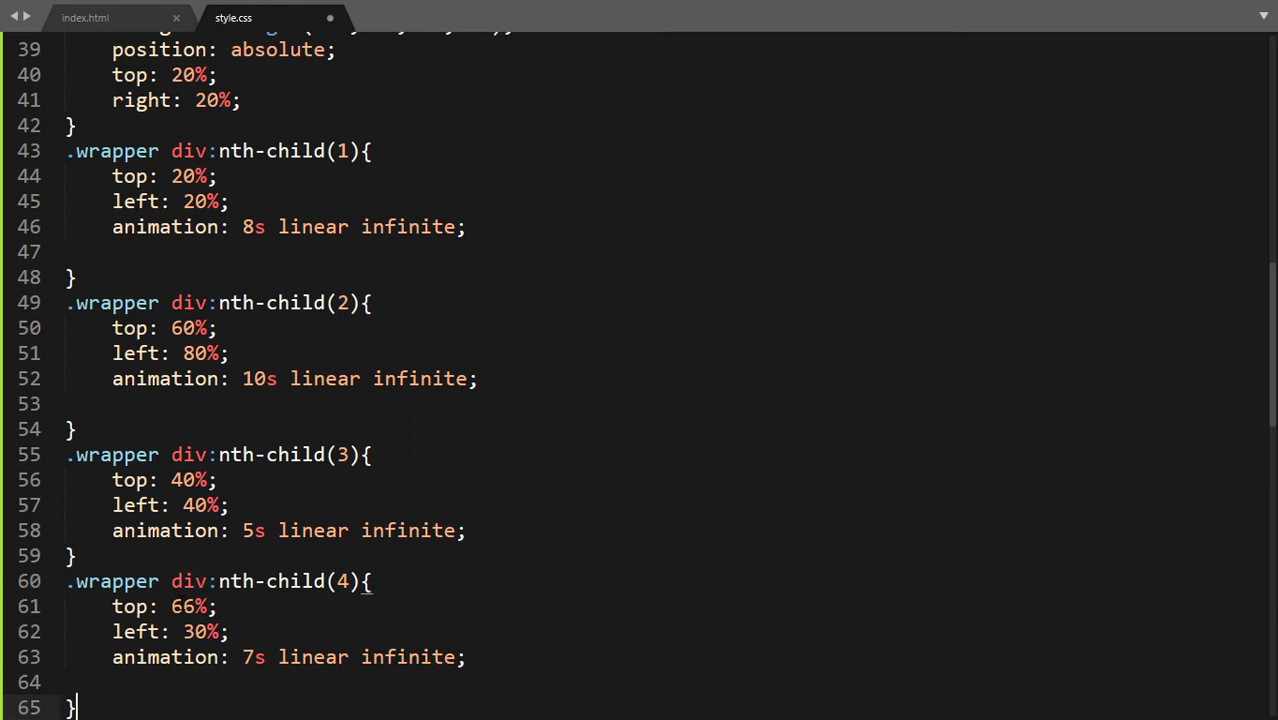 index.html
style.css
39 position: absolute;
40 top: 20%;
41 right: 20%;
42 }
43 .wrapper div:nth-child(1){
44 top: 20%;
45 left: 20%;
46 animation: 8s linear infinite;
47
48 }
49 .wrapper div:nth-child(2){
50 top: 60%;
51 left: 80%;
52 animation: 10s linear infinite;
53
54 }
55 .wrapper div:nth-child(3){
56 top: 40%;
57 left: 40%;
58 animation: 5s linear infinite;
59 }
60 .wrapper div:nth-child(4){
61 top: 66%;
62 left: 30%;
63 animation: 7s linear infinite;
64
65 }